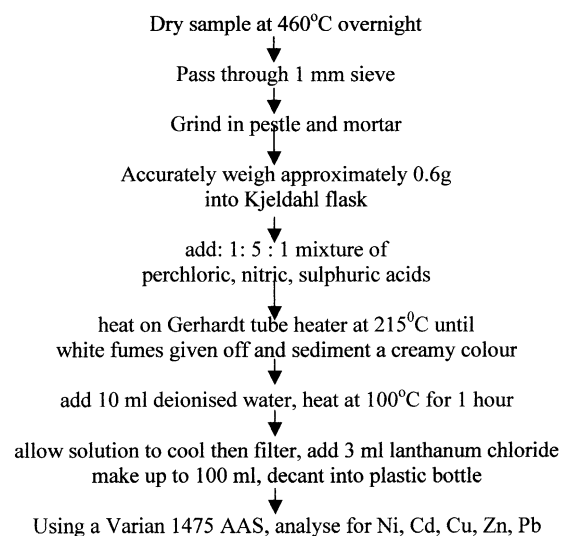 Dry sample at 460°C overnight
Pass through 1 mm sieve
Grind in pestle and mortar
Accurately weigh approximately 0.6g
into Kjeldahl flask
add: 1: 5 : 1 mixture of
perchloric, nitric, sulphuric acids
heat on Gerhardt tube heater at 215⁰C until
white fumes given off and sediment a creamy colour
add 10 ml deionised water, heat at 100°C for 1 hour
allow solution to cool then filter, add 3 ml lanthanum chloride
make up to 100 ml, decant into plastic bottle
Using a Varian 1475 AAS, analyse for Ni, Cd, Cu, Zn, Pb